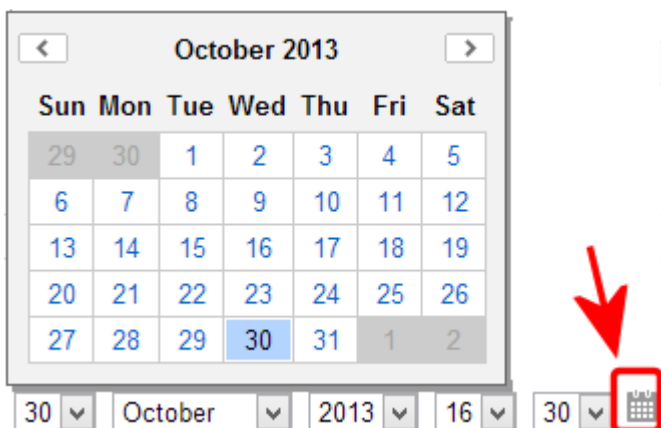 October 2013
Sun Mon Tue Wed Thu Fri Sat
29 30 1 2 3 4 5
6 7 8 9 10 11 12
13 14 15 16 17 18 19
20 21 22 23 24 25 26
27 28 29 30 31 1 2
30 October 2013 16 30